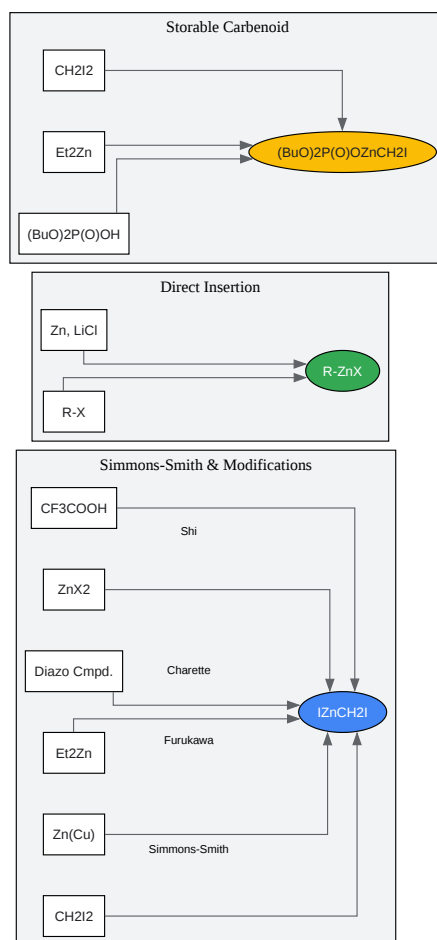 Storable Carbenoid
CH2I2
Et2Zn
(BuO)2P(O)OZnCH2I
(BuO)2P(O)OH
Direct Insertion
Zn, LiCl
R-ZnX
R-X
Simmons-Smith & Modifications
CF3COOH
Shi
ZnX2
Diazo Cmpd.
Charette
IZnCH2I
Et2Zn
Furukawa
Zn(Cu)
Simmons-Smith
CH2I2